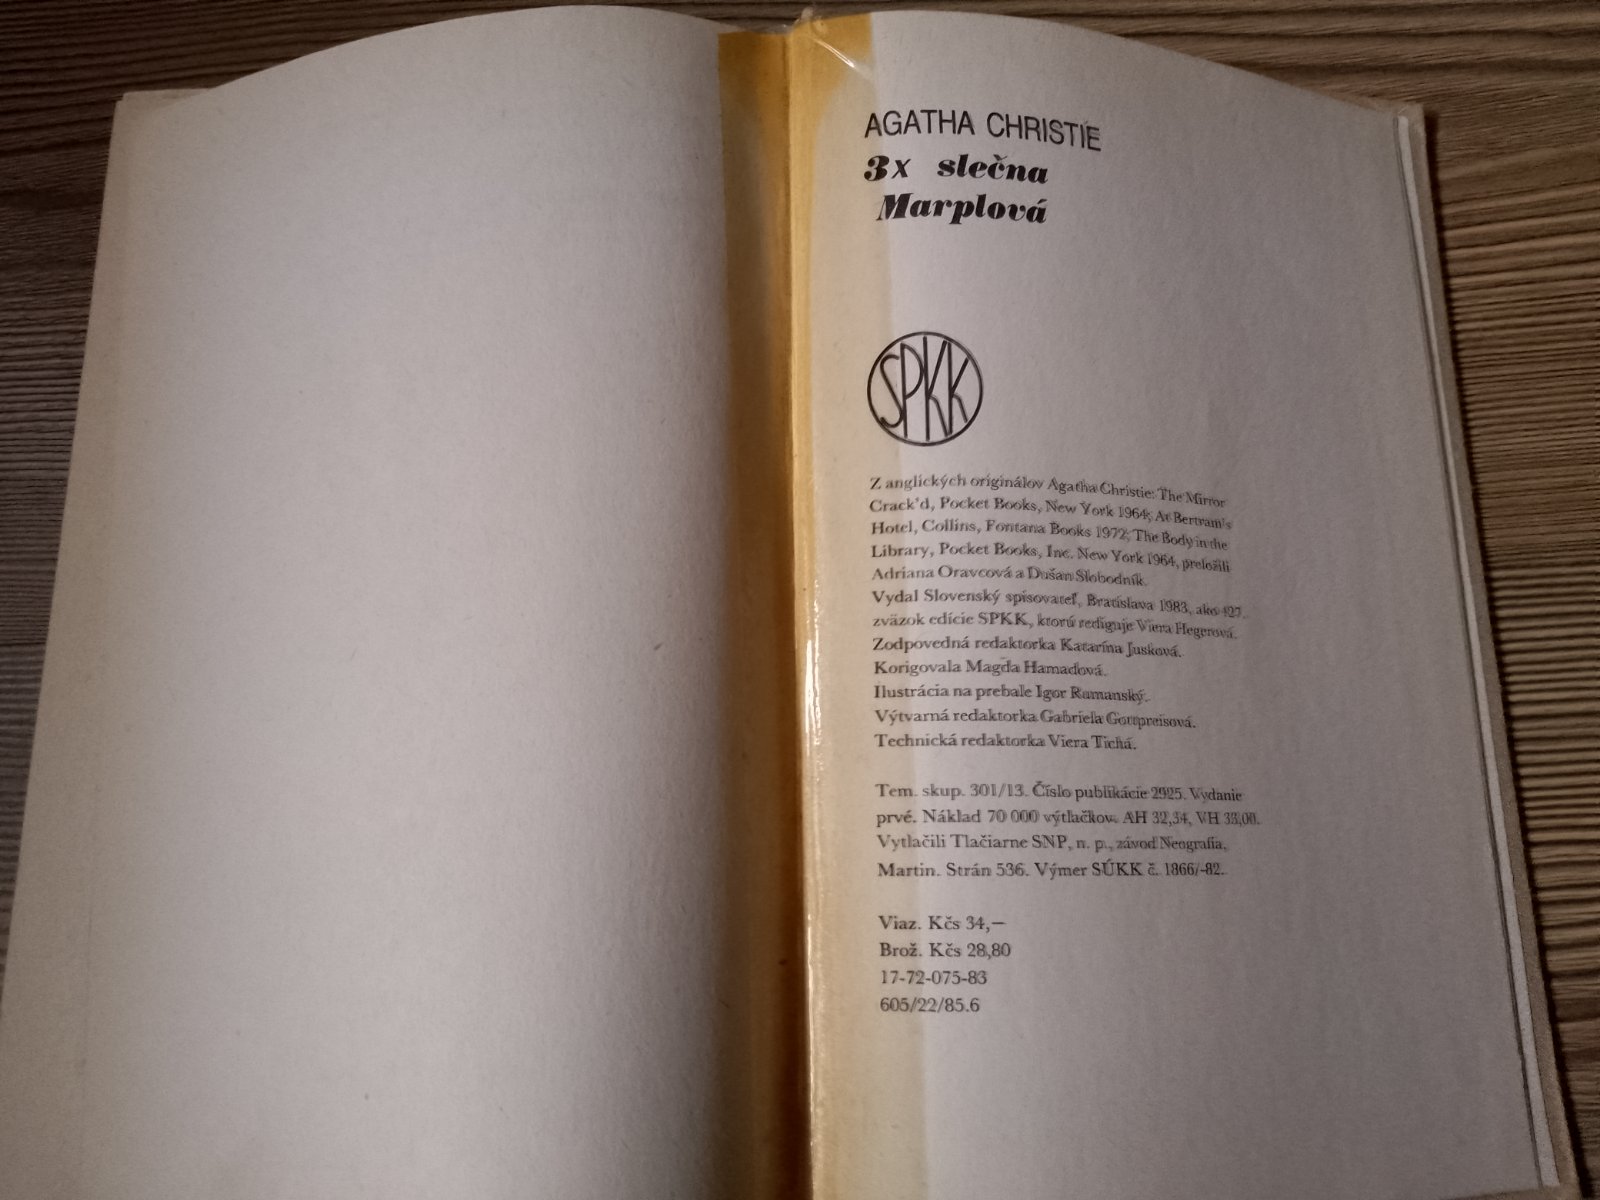 AGATHA CHRISTIE
3x slečna
Marplová
SPKK
Z anglických originálov Agatha Christie: The Mirror
Crack'd, Pocket Books, New York 1964; At Bertram's
Hotel, Collins, Fontana Books 1972; The Body in the
Library, Pocket Books, Inc. New York 1964, preložili
Adriana Oravcová a Dušan Slobodník.
Vydal Slovenský spisovateľ, Bratislava 1983, ako
zväzok edície SPKK, ktorú rediguje Viera Hegerová.
Zodpovedná redaktorka Katarína Jusková.
Korigovala Magda Hamadová.
Ilustrácia na prebale Igor Rumanský.
Výtvarná redaktorka Gabriela Gottpreisová.
Technická redaktorka Viera Tichá.
Tem. skup. 301/13. Číslo publikácie 2925. Vydanie
prvé. Náklad 70 000 výtlačkov. AH 32,34, VH 33,00.
Vytlačili Tlačiarne SNP, n. p., závod Neografia,
Martin. Strán 536. Výmer SÚKK č. 1866/-82.
Viaz. Kčs 34,—
Brož. Kčs 28,80
17-72-075-83
605/22/85.6